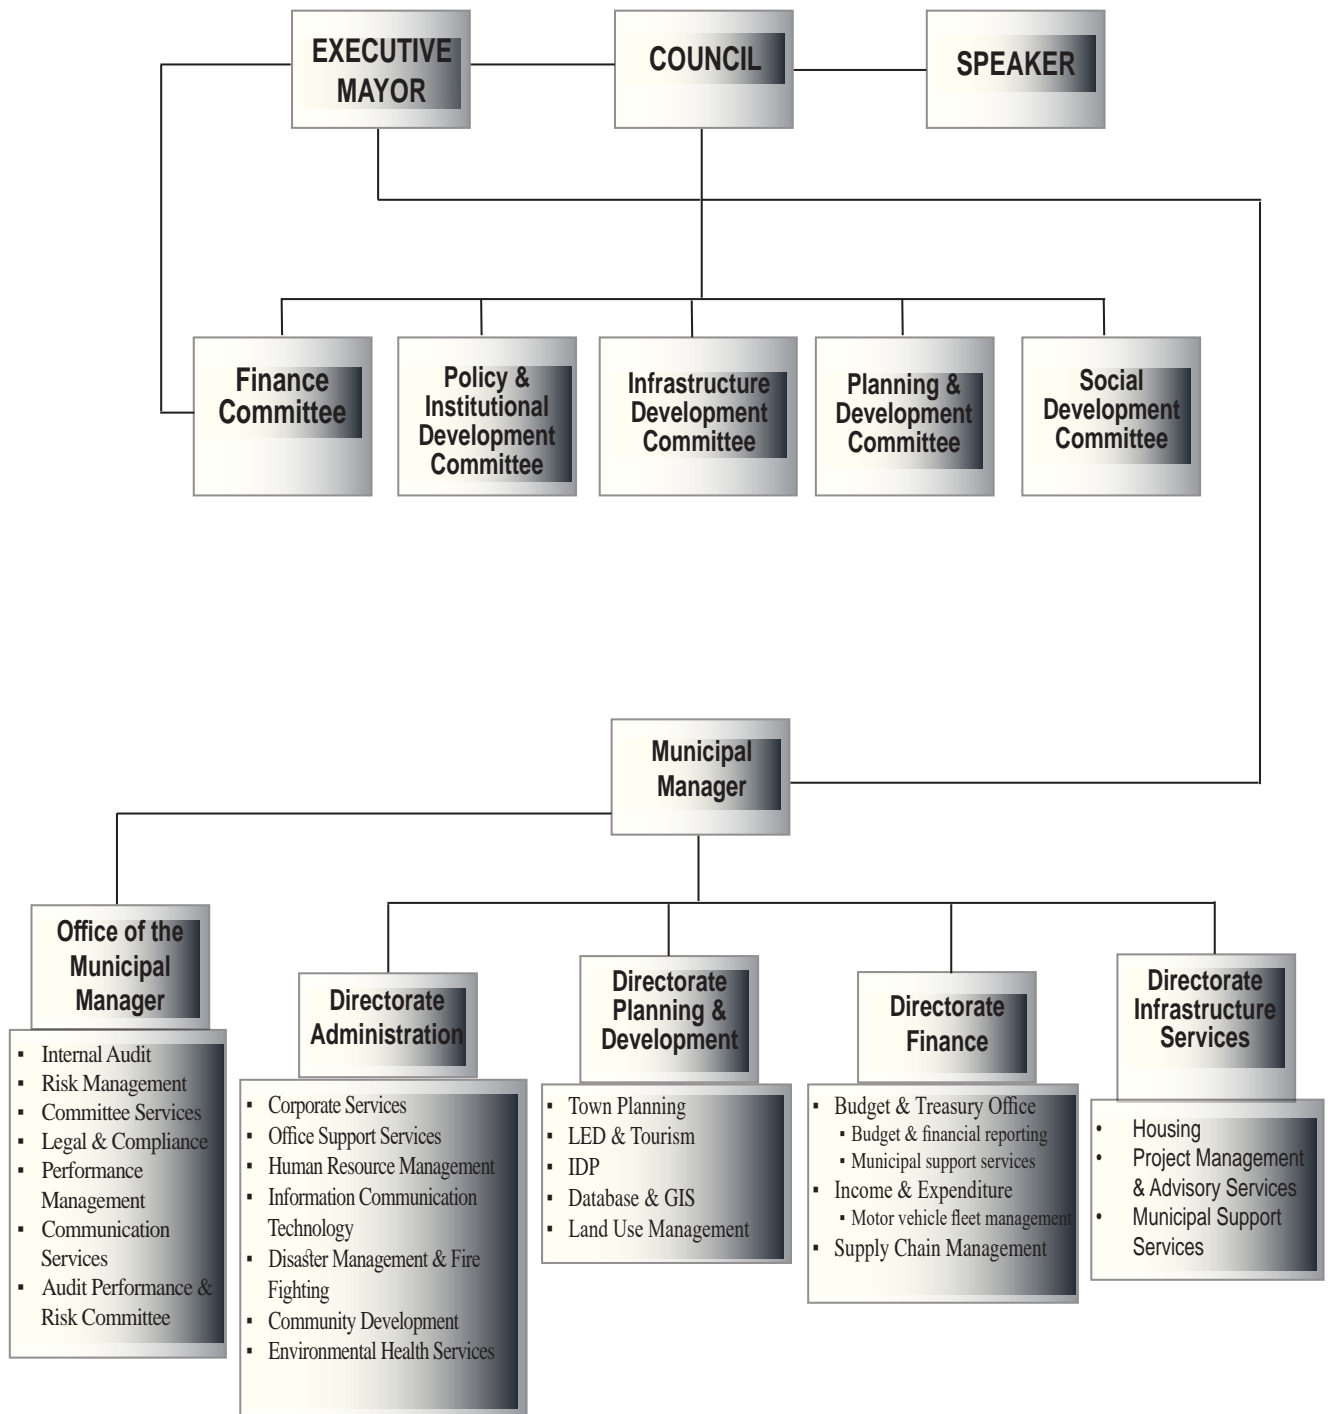 EXECUTIVE
MAYOR
COUNCIL
SPEAKER
Finance
Committee
Policy &
Institutional
Development
Committee
Infrastructure
Development
Committee
Planning &
Development
Committee
Social
Development
Committee
Municipal
Manager
Office of the
Municipal
Manager
▪ Internal Audit
▪ Risk Management
▪ Committee Services
▪ Legal & Compliance
▪ Performance
Management
▪ Communication
Services
▪ Audit Performance &
Risk Committee
Directorate
Administration
▪ Corporate Services
▪ Office Support Services
▪ Human Resource Management
▪ Information Communication
Technology
▪ Disaster Management & Fire
Fighting
▪ Community Development
▪ Environmental Health Services
Directorate
Planning &
Development
▪ Town Planning
▪ LED & Tourism
▪ IDP
▪ Database & GIS
▪ Land Use Management
Directorate
Finance
▪ Budget & Treasury Office
▪ Budget & financial reporting
▪ Municipal support services
▪ Income & Expenditure
▪ Motor vehicle fleet management
▪ Supply Chain Management
Directorate
Infrastructure
Services
• Housing
• Project Management
& Advisory Services
• Municipal Support
Services